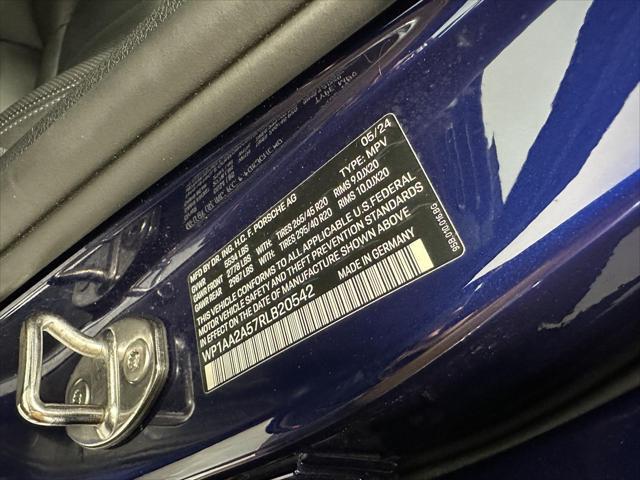 MFD BY DR. ING. H.C. F. PORSCHE AG 05/24
GVWR 5534 LBS TYPE: MPV
GAWR FRONT 2778 LBS WITH: TIRES 265/45 R20 RIMS 9.0JX20
GAWR REAR 2982 LBS WITH: TIRES 295/40 R20 RIMS 10.0JX20
THIS VEHICLE CONFORMS TO ALL APPLICABLE U.S. FEDERAL
MOTOR VEHICLE SAFETY AND THEFT PREVENTION STANDARDS
IN EFFECT ON THE DATE OF MANUFACTURE SHOWN ABOVE.
WP1AA2A57RLB20542 MADE IN GERMANY